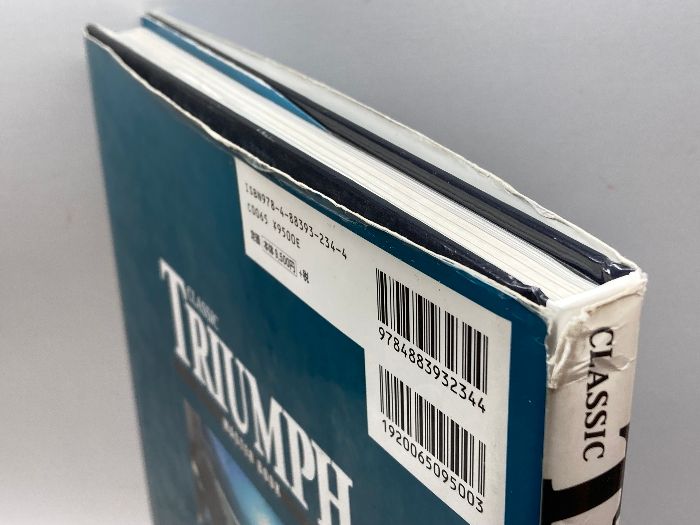 ISBN978-4-88393-234-4
C0065 ¥9500E
定価 本体9,500円 +税
9784883932344
1920065095003
CLASSIC
TRIUMPH
CLASSIC